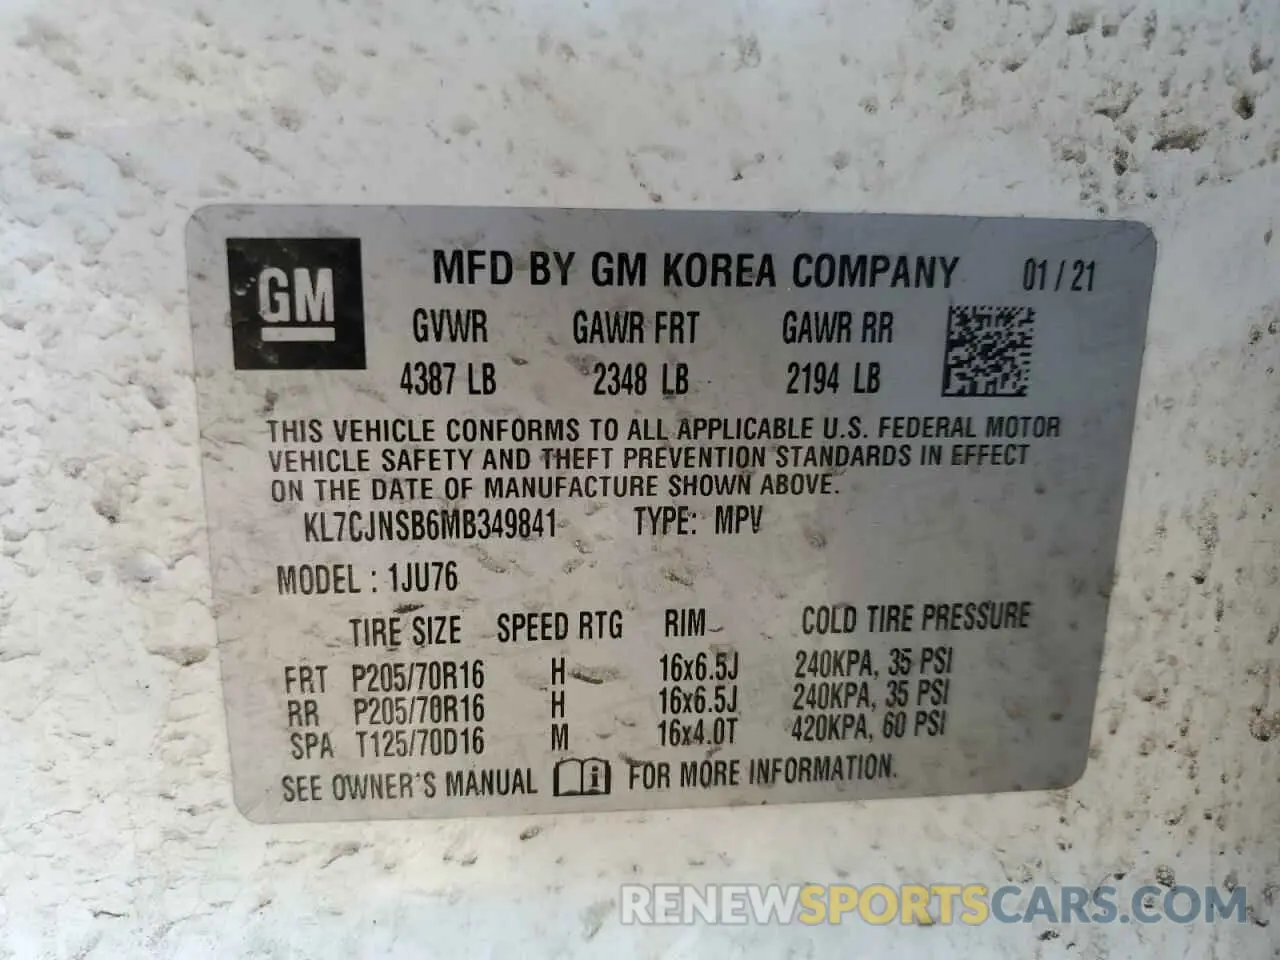 GM
MFD BY GM KOREA COMPANY 01/21
GVWR GAWR FRT GAWR RR
4387 LB 2348 LB 2194 LB
THIS VEHICLE CONFORMS TO ALL APPLICABLE U.S. FEDERAL MOTOR
VEHICLE SAFETY AND THEFT PREVENTION STANDARDS IN EFFECT
ON THE DATE OF MANUFACTURE SHOWN ABOVE.
KL7CJNSB6MB349841 TYPE: MPV
MODEL : 1JU76
TIRE SIZE SPEED RTG RIM COLD TIRE PRESSURE
FRT P205/70R16 H 16x6.5J 240KPA, 35 PSI
RR P205/70R16 H 16x6.5J 240KPA, 35 PSI
SPA T125/70D16 M 16x4.0T 420KPA, 60 PSI
SEE OWNER'S MANUAL i FOR MORE INFORMATION.
RENEWSPORTSCARS.COM